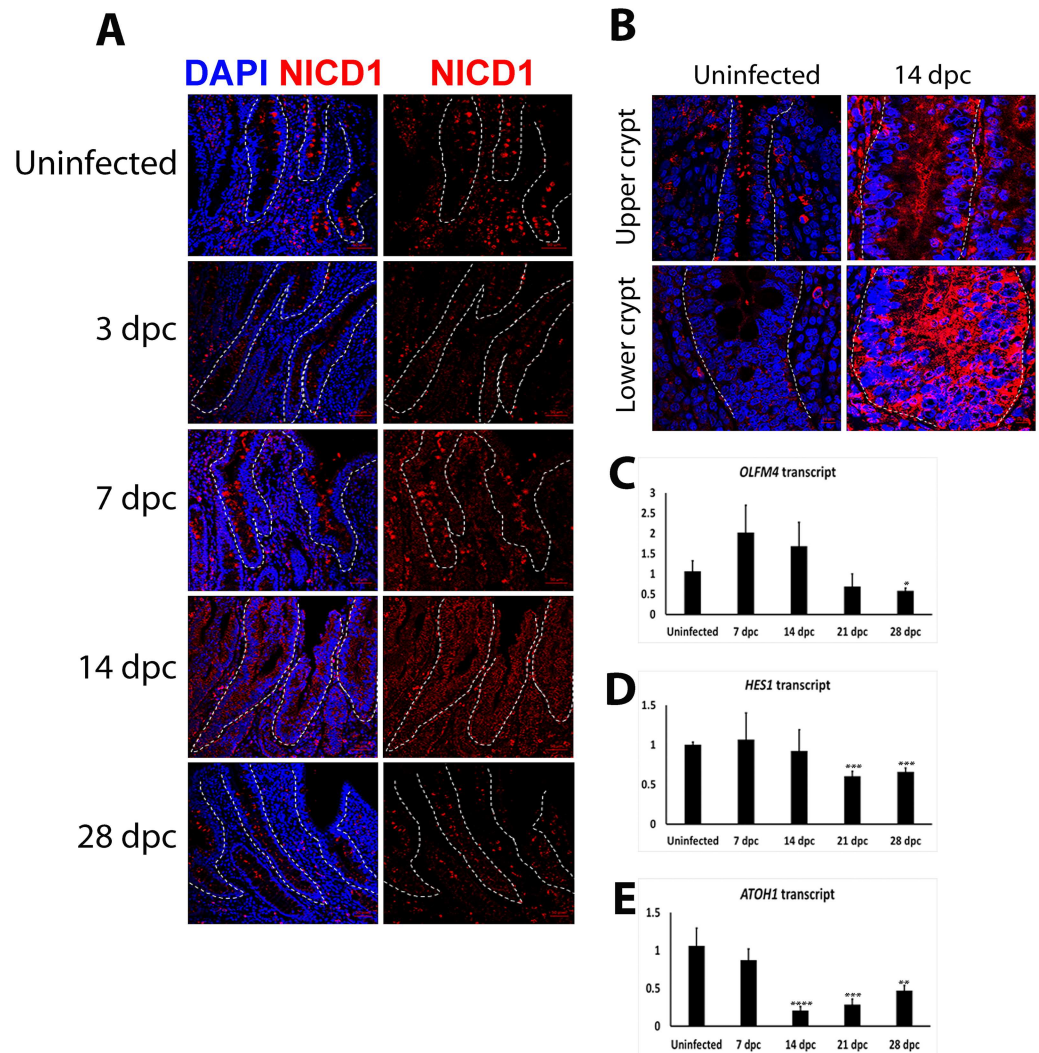 A
DAPI NICD1 NICD1
Uninfected
3 dpc
7 dpc
14 dpc
28 dpc
B
Uninfected 14 dpc
Upper crypt
Lower crypt
C
OLFM4 transcript
3
2.5
2
1.5
1
0.5
0
*
Uninfected 7 dpc 14 dpc 21 dpc 28 dpc
D
HES1 transcript
1.5
1
0.5
0
*** ***
Uninfected 7 dpc 14 dpc 21 dpc 28 dpc
E
ATOH1 transcript
1.5
1
0.5
0
**** *** **
Uninfected 7 dpc 14 dpc 21 dpc 28 dpc